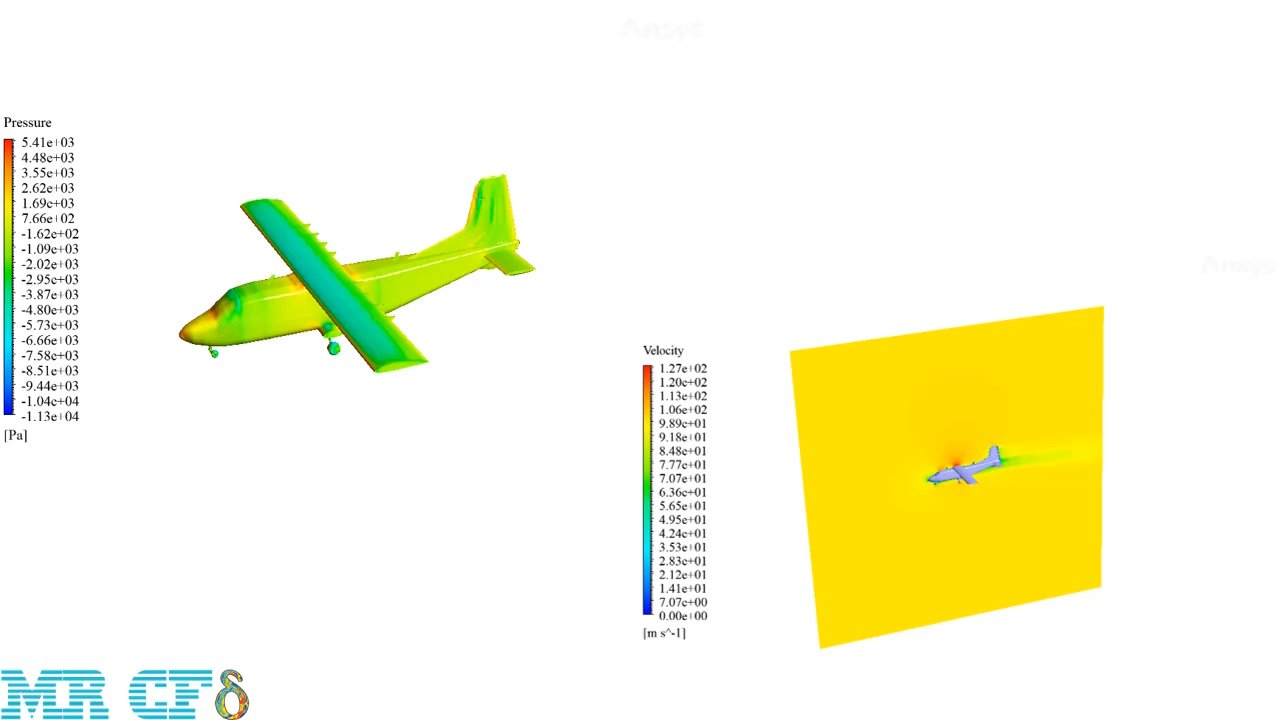 Ansys
Pressure
5.41e+03
4.48e+03
3.55e+03
2.62e+03
1.69e+03
7.66e+02
-1.62e+02
-1.09e+03
-2.02e+03
-2.95e+03
-3.87e+03
-4.80e+03
-5.73e+03
-6.66e+03
-7.58e+03
-8.51e+03
-9.44e+03
-1.04e+04
-1.13e+04
[Pa]
Ansys
Velocity
1.27e+02
1.20e+02
1.13e+02
1.06e+02
9.89e+01
9.18e+01
8.48e+01
7.77e+01
7.07e+01
6.36e+01
5.65e+01
4.95e+01
4.24e+01
3.53e+01
2.83e+01
2.12e+01
1.41e+01
7.07e+00
0.00e+00
[m s^-1]
MR CF